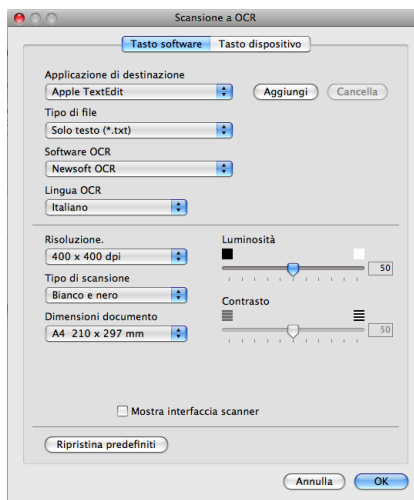 Scansione a OCR
Tasto software Tasto dispositivo
Applicazione di destinazione
Apple TextEdit Aggiungi Cancella
Tipo di file
Solo testo (*.txt)
Software OCR
Newsoft OCR
Lingua OCR
Italiano
Risoluzione. Luminosità
400 x 400 dpi
50
Tipo di scansione
Bianco e nero Contrasto
Dimensioni documento
A4 210 x 297 mm 50
Mostra interfaccia scanner
Ripristina predefiniti
Annulla OK